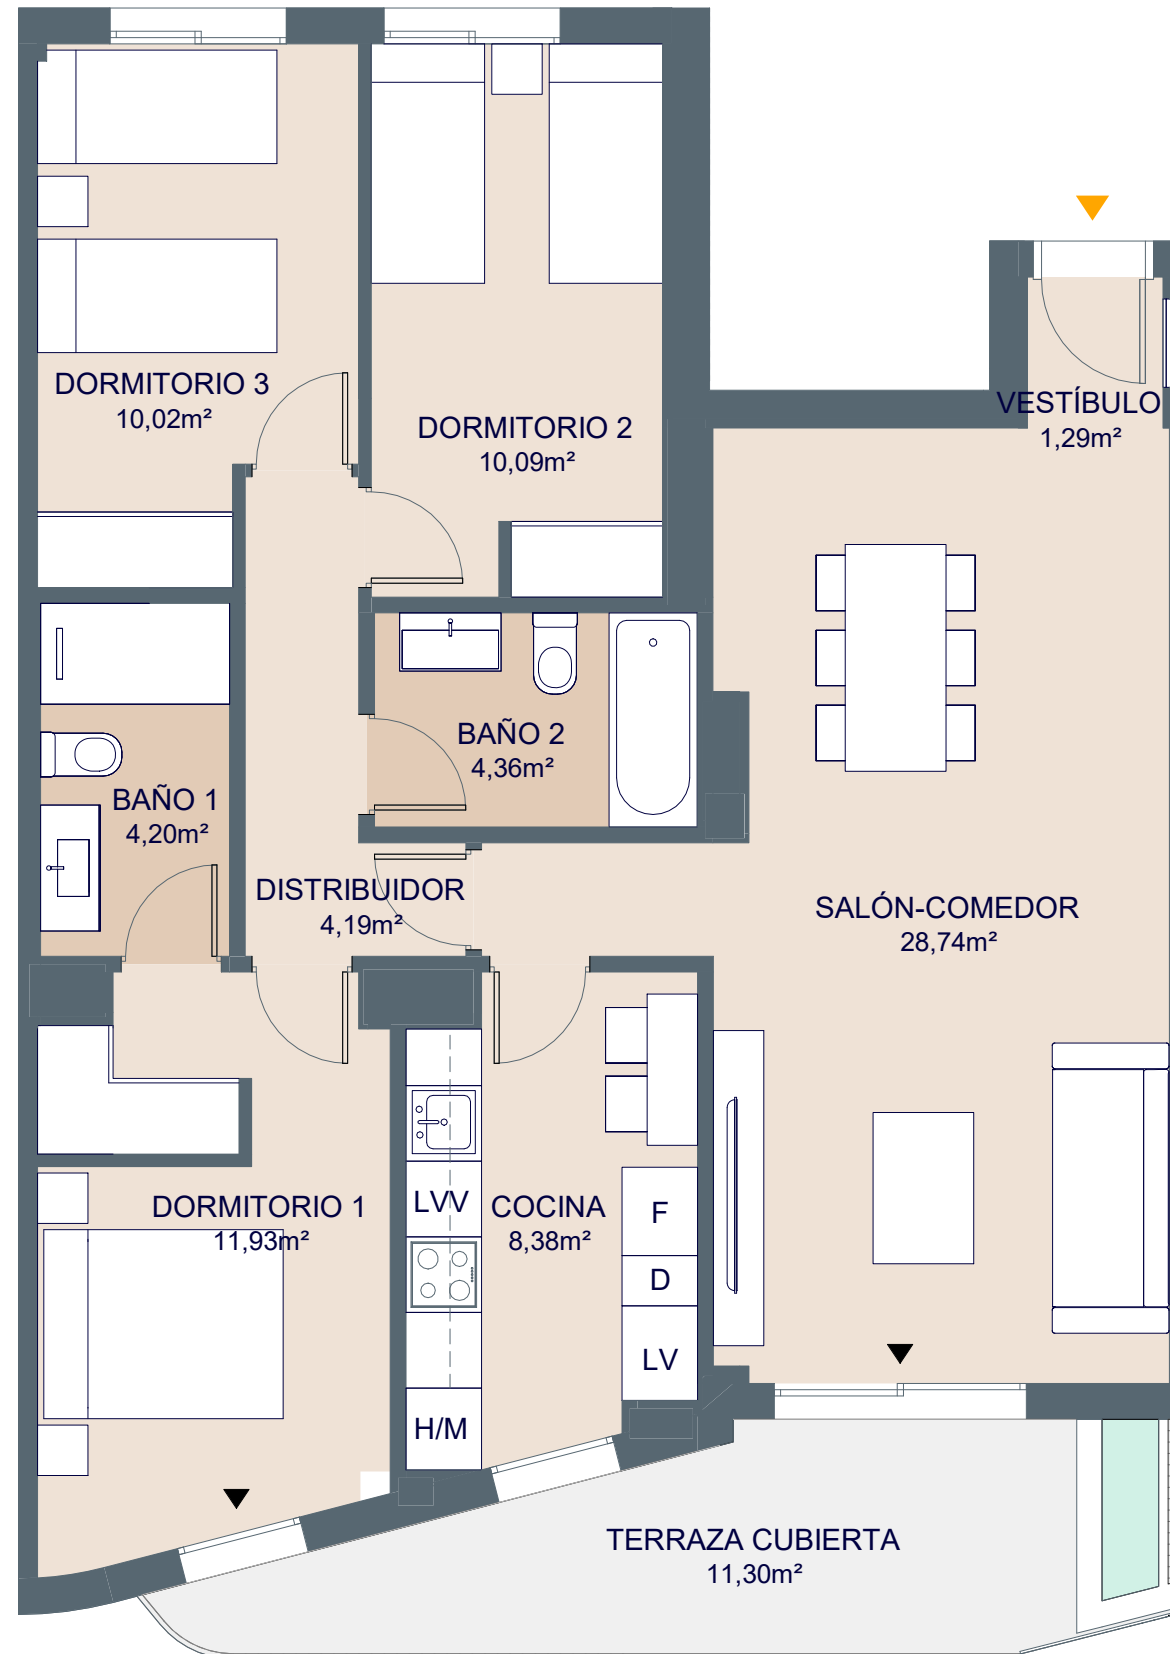 DORMITORIO 3
10,02m²
DORMITORIO 2
10,09m²
VESTÍBULO
1,29m²
BAÑO 2
4,36m²
BAÑO 1
4,20m²
DISTRIBUIDOR
4,19m²
SALÓN-COMEDOR
28,74m²
DORMITORIO 1
11,93m²
LVV
COCINA
8,38m²
F
D
LV
H/M
TERRAZA CUBIERTA
11,30m²